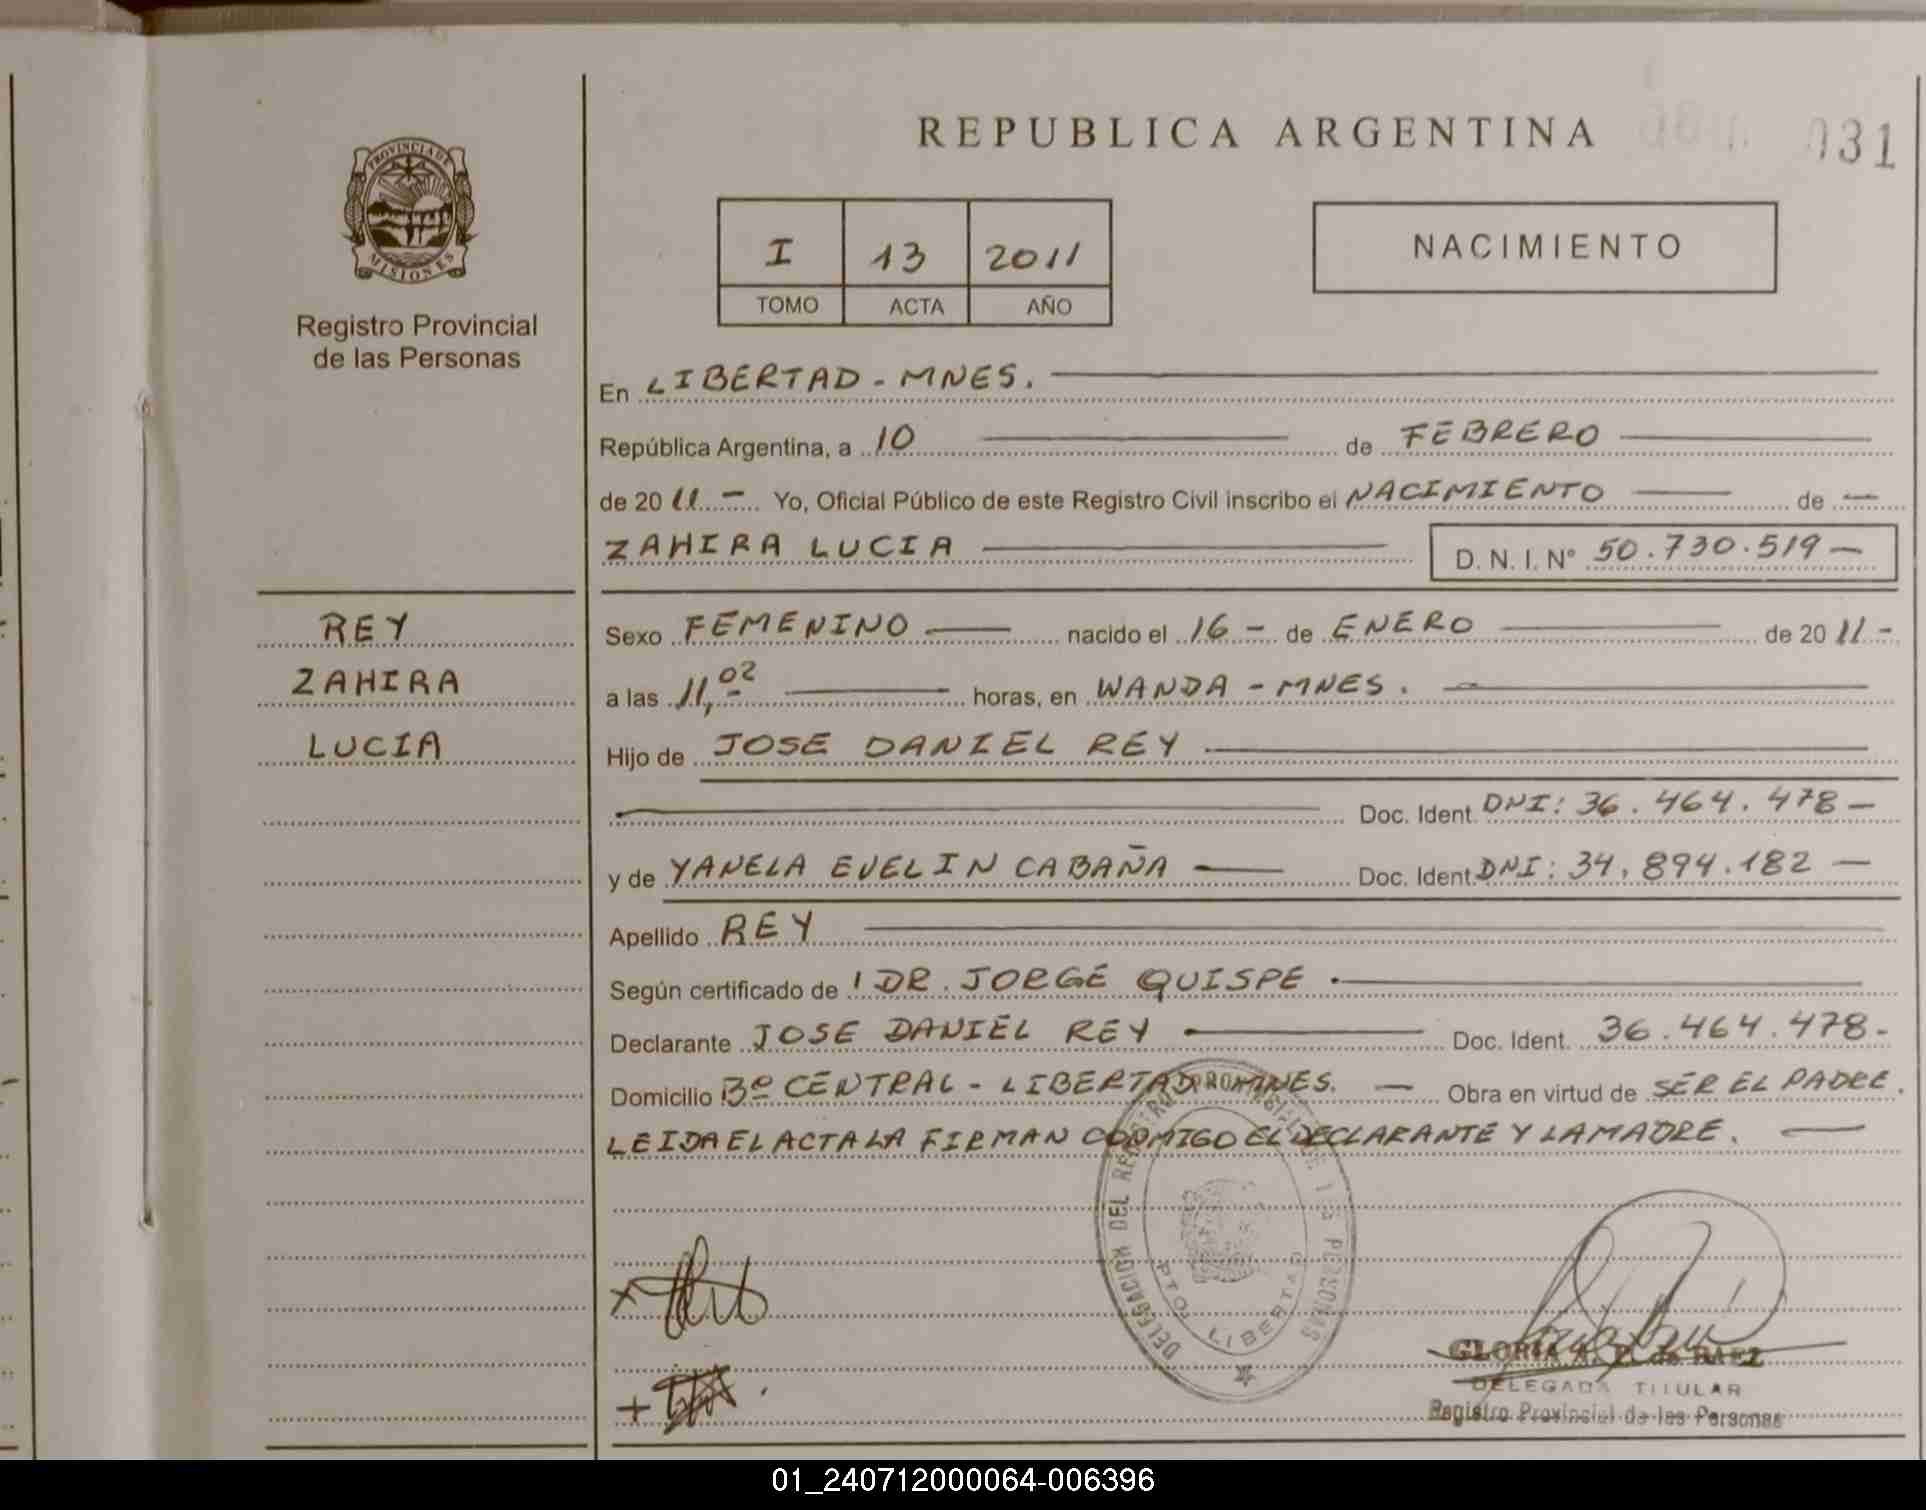 REPUBLICA ARGENTINA
031
PROVINCIA DE
MISIONES
Registro Provincial
de las Personas
I 13 2011
TOMO ACTA AÑO
NACIMIENTO
En LIBERTAD - MNES.
República Argentina, a 10 de FEBRERO
de 20 11.- Yo, Oficial Público de este Registro Civil inscribo el NACIMIENTO de
ZAHIRA LUCIA D. N. I. N° 50.730.519-
REY
ZAHIRA
LUCIA
Sexo FEMENINO nacido el 16 - de ENERO de 20 11-
a las 11,02 horas, en WANDA - MNES.
Hijo de JOSE DANIEL REY
Doc. Ident. DNI: 36.464.478-
y de YANELA EVELIN CABAÑA Doc. Ident. DNI: 34.894.182-
Apellido REY
Según certificado de DR. JORGE QUISPE
Declarante JOSE DANIEL REY Doc. Ident. 36.464.478-
Domicilio Bº CENTRAL - LIBERTAD MNES. Obra en virtud de SER EL PADRE.
LEIDA EL ACTA LA FIRMAN CONMIGO EL DECLARANTE Y LA MADRE.
DELEGACION DEL REGISTRO PROVINCIAL DE LAS PERSONAS
PTO. LIBERTAD
GLORIA A. P. de BAEZ
DELEGADA TITULAR
Registro Provincial de las Personas
01_240712000064-006396